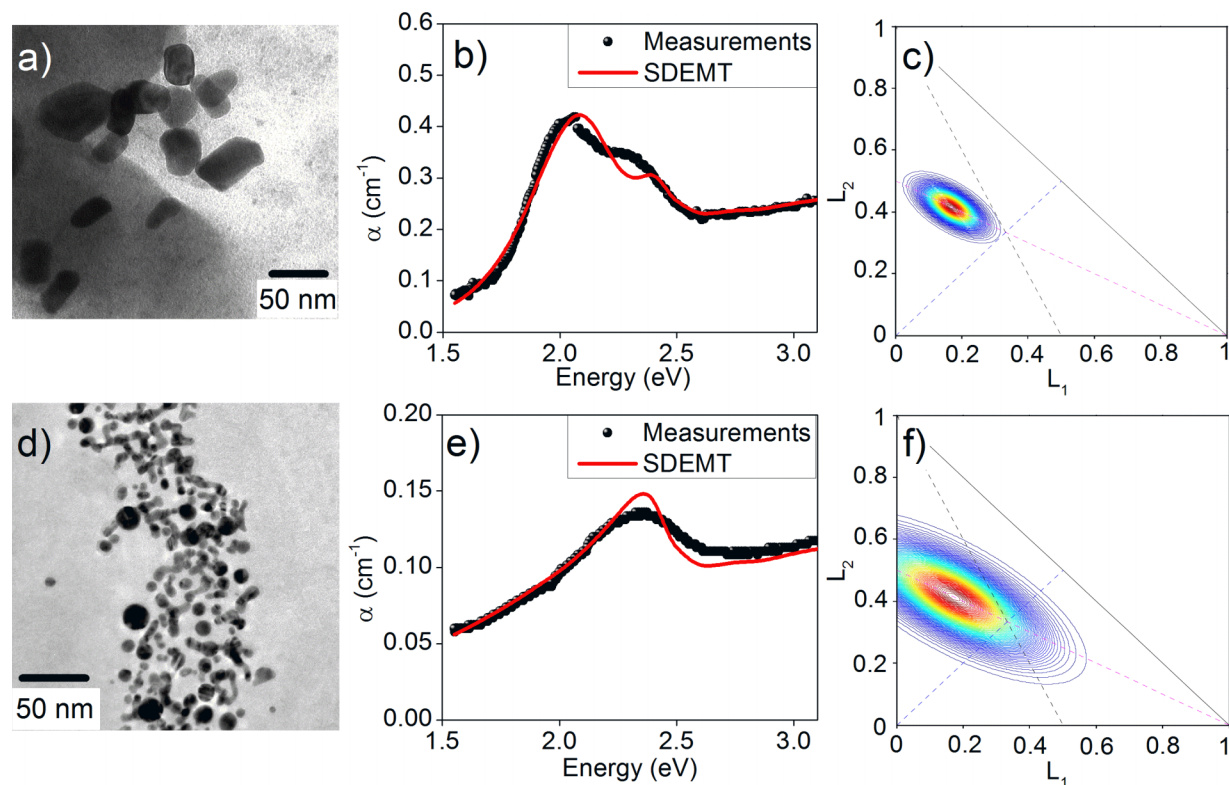 a)
50 nm
b)
Measurements
SDEMT
0.6
0.5
0.4
0.3
0.2
0.1
0.0
α (cm⁻¹)
1.5 2.0 2.5 3.0
Energy (eV)
c)
1
0.8
0.6
0.4
0.2
0
L₂
0 0.2 0.4 0.6 0.8 1
L₁
d)
50 nm
e)
Measurements
SDEMT
0.20
0.15
0.10
0.05
0.00
α (cm⁻¹)
1.5 2.0 2.5 3.0
Energy (eV)
f)
1
0.8
0.6
0.4
0.2
0
L₂
0 0.2 0.4 0.6 0.8 1
L₁